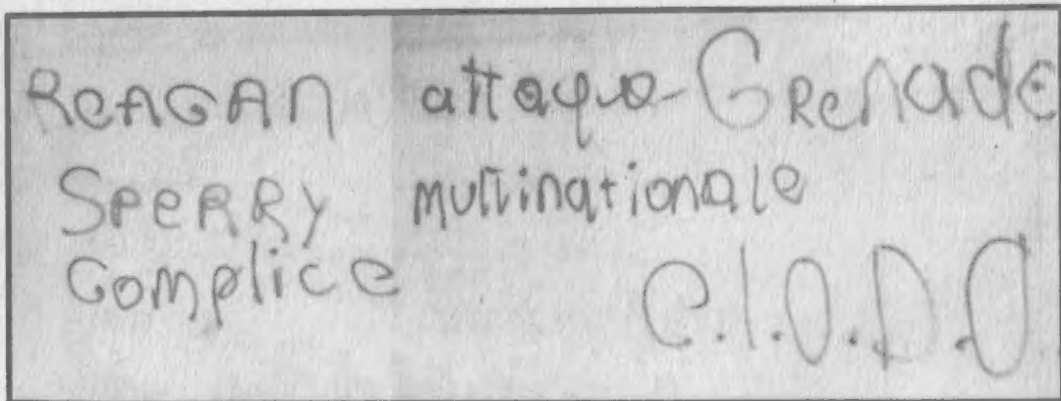 REAGAN attaque GRENADE
SPERRY multinationale
Complice C.I.O.D.O